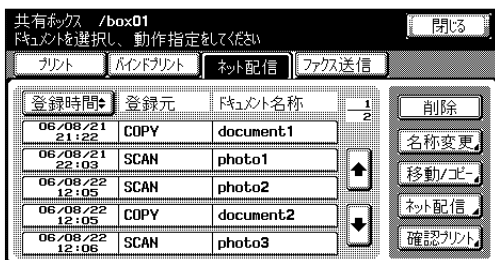 共有ボックス /box01
ドキュメントを選択し、動作指定をしてください
閉じる
プリント バインドプリント ネット配信 ファクス送信
登録時間 登録元 ドキュメント名称 1/2
06/08/21 21:22 COPY document1
06/08/21 22:03 SCAN photo1
06/08/22 12:05 SCAN photo2
06/08/22 12:05 COPY document2
06/08/22 12:06 SCAN photo3
削除
名称変更
移動/コピー
ネット配信
確認プリント